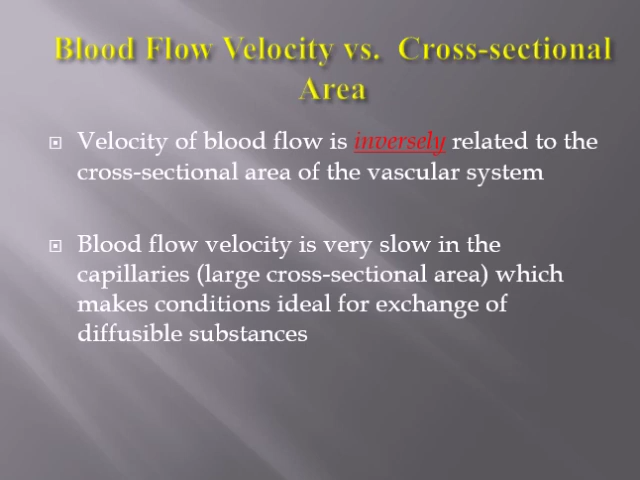 Blood Flow Velocity vs. Cross-sectional
Area
Velocity of blood flow is inversely related to the
cross-sectional area of the vascular system
Blood flow velocity is very slow in the
capillaries (large cross-sectional area) which
makes conditions ideal for exchange of
diffusible substances